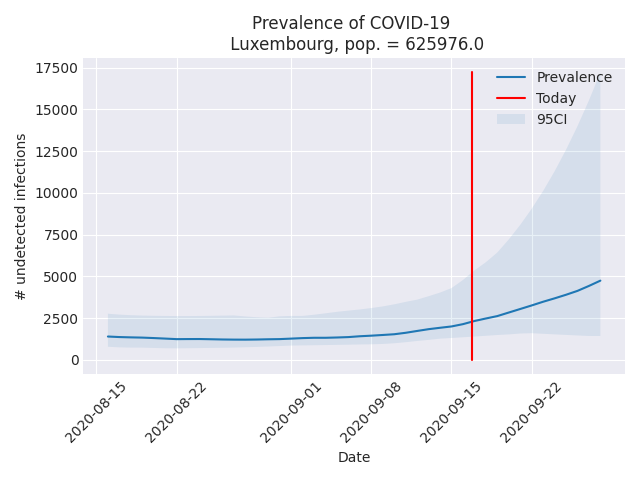 Prevalence of COVID-19
Luxembourg, pop. = 625976.0
17500
15000
12500
10000
7500
5000
2500
0
# undetected infections
Prevalence
Today
95CI
2020-08-15
2020-08-22
2020-09-01
2020-09-08
2020-09-15
2020-09-22
Date